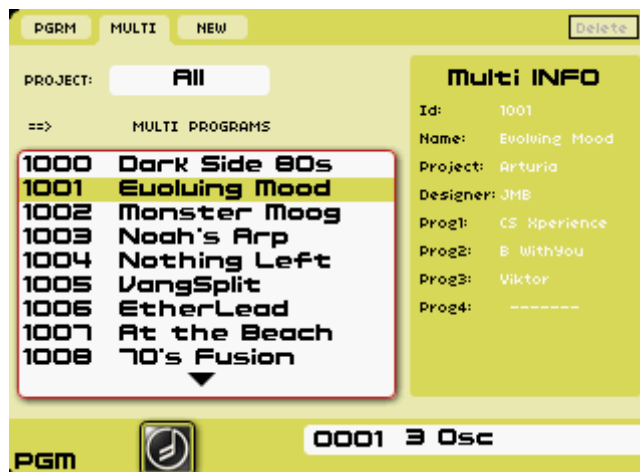 PGRM MULTI NEW Delete
PROJECT: All
==> MULTI PROGRAMS
1000 Dark Side 80s
1001 Evolving Mood
1002 Monster Moog
1003 Noah's Arp
1004 Nothing Left
1005 VangSplit
1006 EtherLead
1007 At the Beach
1008 70's Fusion
Multi INFO
Id: 1001
Name: Evolving Mood
Project: Arturia
Designer: JMB
Prog1: CS Xperience
Prog2: B WithYou
Prog3: Viktor
Prog4: -------
PGM 0001 3 Osc